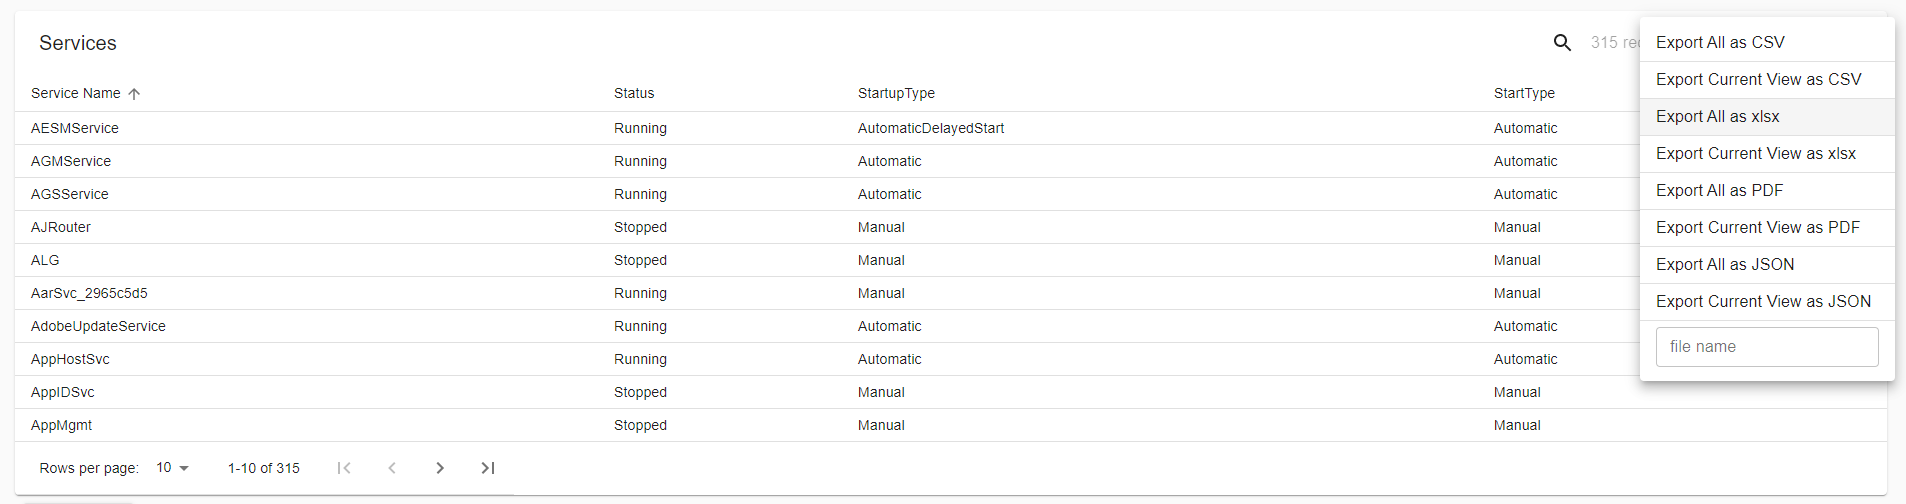 Services
315 rec
Service Name Status StartupType StartType
AESMService Running AutomaticDelayedStart Automatic
AGMService Running Automatic Automatic
AGSService Running Automatic Automatic
AJRouter Stopped Manual Manual
ALG Stopped Manual Manual
AarSvc_2965c5d5 Running Manual Manual
AdobeUpdateService Running Automatic Automatic
AppHostSvc Running Automatic Automatic
AppIDSvc Stopped Manual Manual
AppMgmt Stopped Manual Manual
Rows per page: 10 1-10 of 315
Export All as CSV
Export Current View as CSV
Export All as xlsx
Export Current View as xlsx
Export All as PDF
Export Current View as PDF
Export All as JSON
Export Current View as JSON
file name